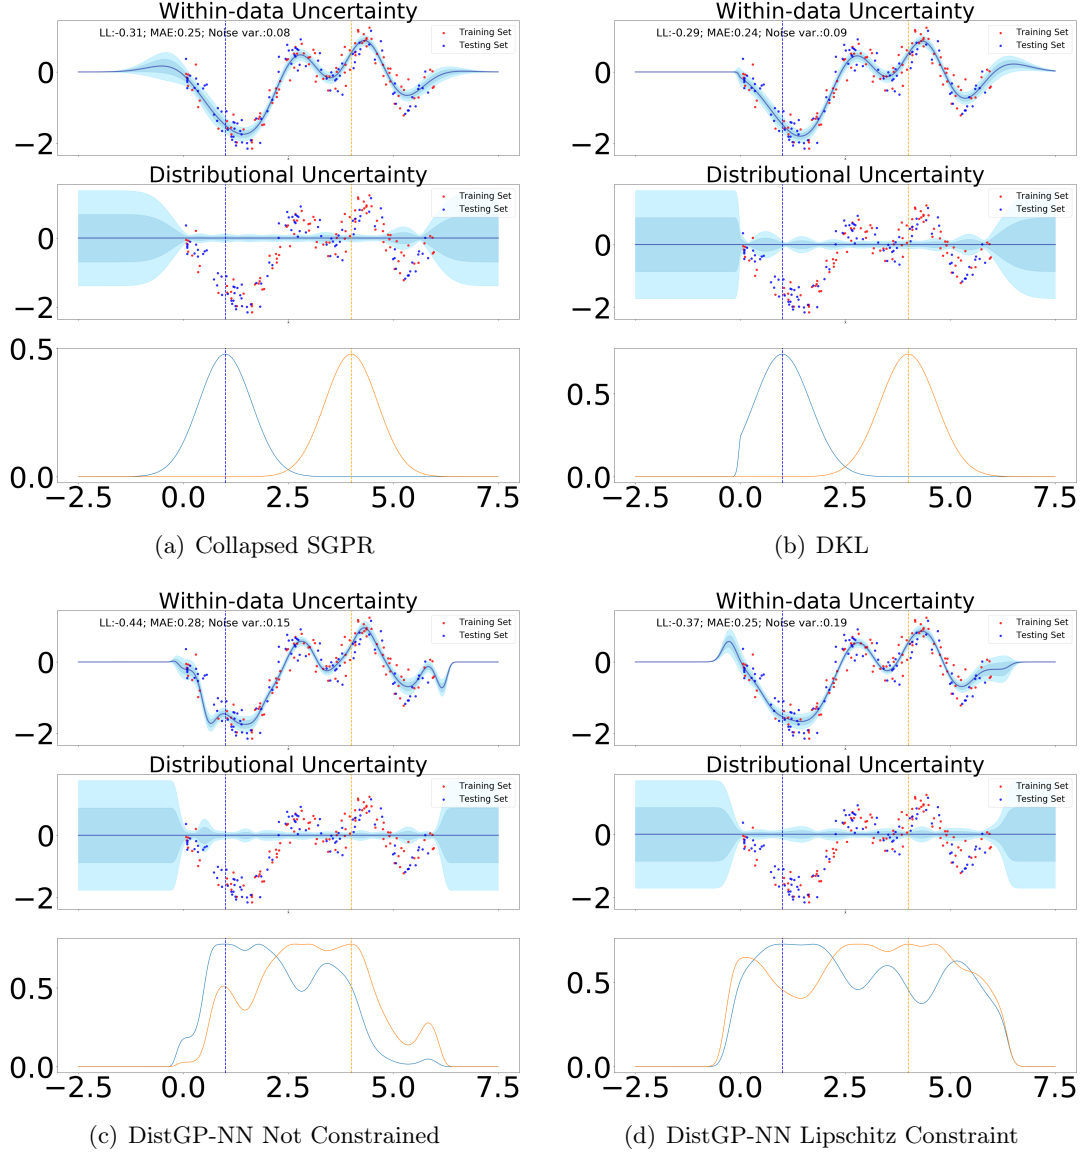 Within-data Uncertainty
LL:-0.31; MAE:0.25; Noise var.:0.08
Training Set
Testing Set
0
−2
Distributional Uncertainty
Training Set
Testing Set
0
−2
0.5
0.0
−2.5 0.0 2.5 5.0 7.5
(a) Collapsed SGPR
Within-data Uncertainty
LL:-0.29; MAE:0.24; Noise var.:0.09
Training Set
Testing Set
0
−2
Distributional Uncertainty
Training Set
Testing Set
0
−2
0.5
0.0
−2.5 0.0 2.5 5.0 7.5
(b) DKL
Within-data Uncertainty
LL:-0.44; MAE:0.28; Noise var.:0.15
Training Set
Testing Set
0
−2
Distributional Uncertainty
Training Set
Testing Set
0
−2
0.5
0.0
−2.5 0.0 2.5 5.0 7.5
(c) DistGP-NN Not Constrained
Within-data Uncertainty
LL:-0.37; MAE:0.25; Noise var.:0.19
Training Set
Testing Set
0
−2
Distributional Uncertainty
Training Set
Testing Set
0
−2
0.5
0.0
−2.5 0.0 2.5 5.0 7.5
(d) DistGP-NN Lipschitz Constraint